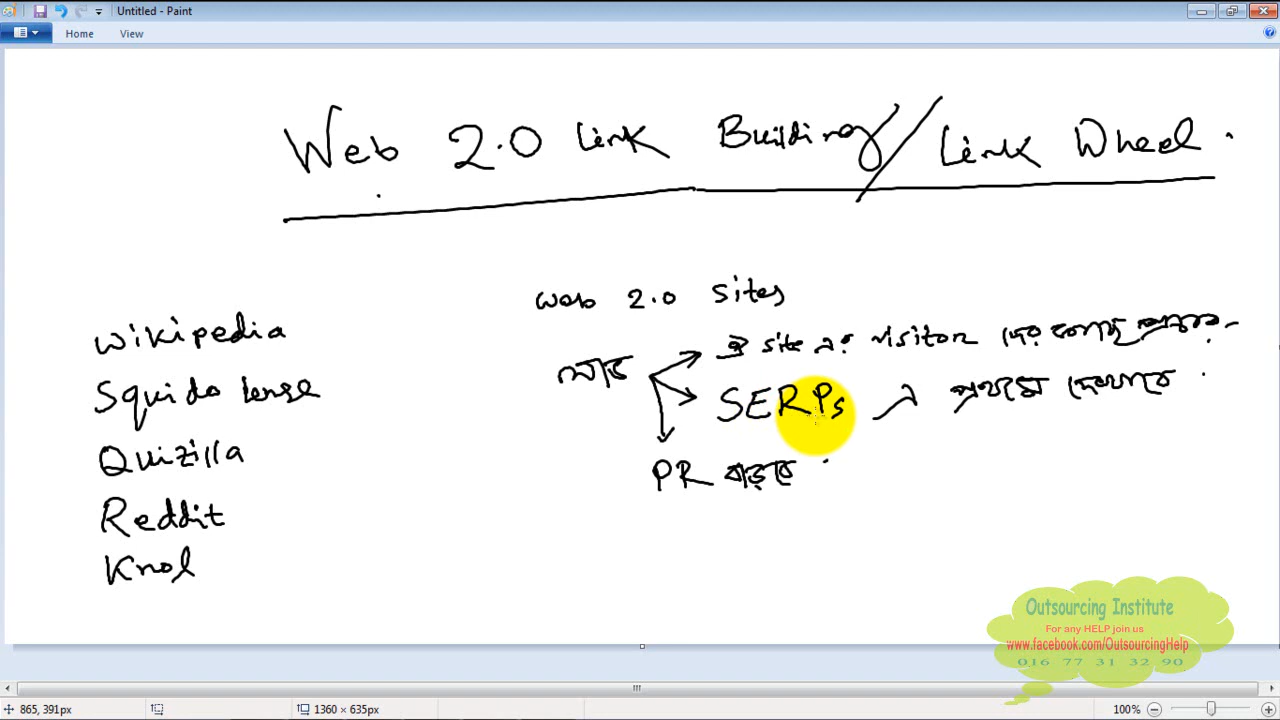 Untitled - Paint
Home View
Web 2.0 Link Building / Link Wheel.
Web 2.0 Sites
Wikipedia
Squido lense
Quizilla
Reddit
Knol
লাভ
ঐ site এর visitor দের
SERPs এ প্রথমে দেখাবে.
PR বাড়বে.
Outsourcing Institute
For any HELP join us
www.facebook.com/OutsourcingHelp
016 77 31 32 90
865, 391px
1360 × 635px
100%